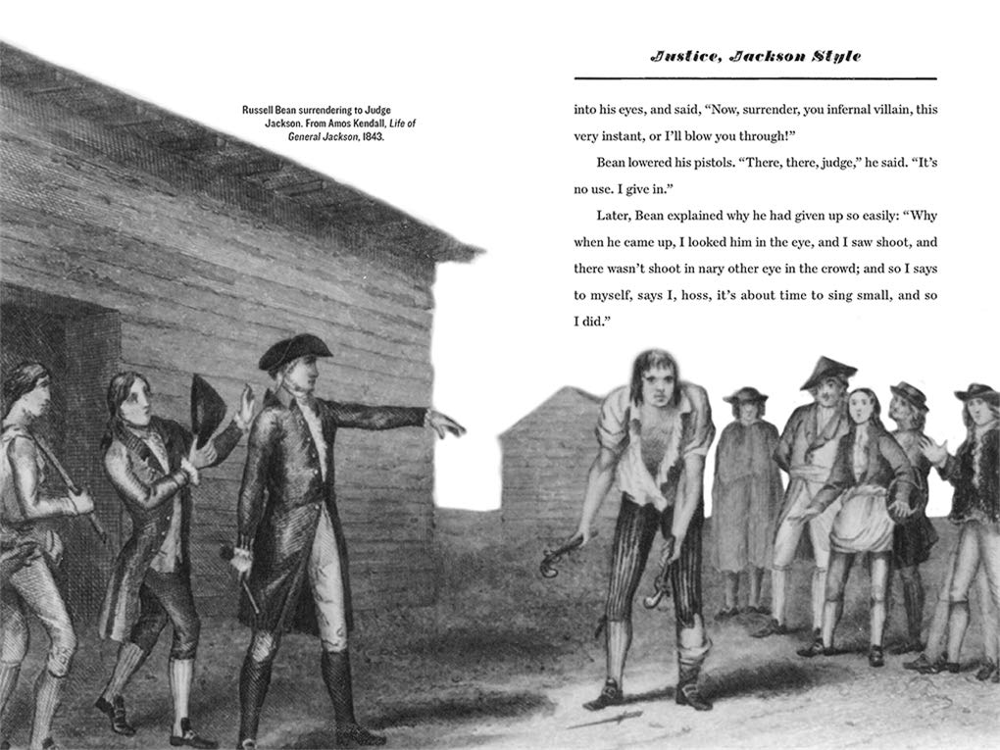 Russell Bean surrendering to Judge
Jackson. From Amos Kendall, Life of
General Jackson, 1843.
Justice, Jackson Style
into his eyes, and said, “Now, surrender, you infernal villain, this
very instant, or I’ll blow you through!”
Bean lowered his pistols. “There, there, judge,” he said. “It’s
no use. I give in.”
Later, Bean explained why he had given up so easily: “Why
when he came up, I looked him in the eye, and I saw shoot, and
there wasn’t shoot in nary other eye in the crowd; and so I says
to myself, says I, hoss, it’s about time to sing small, and so
I did.”